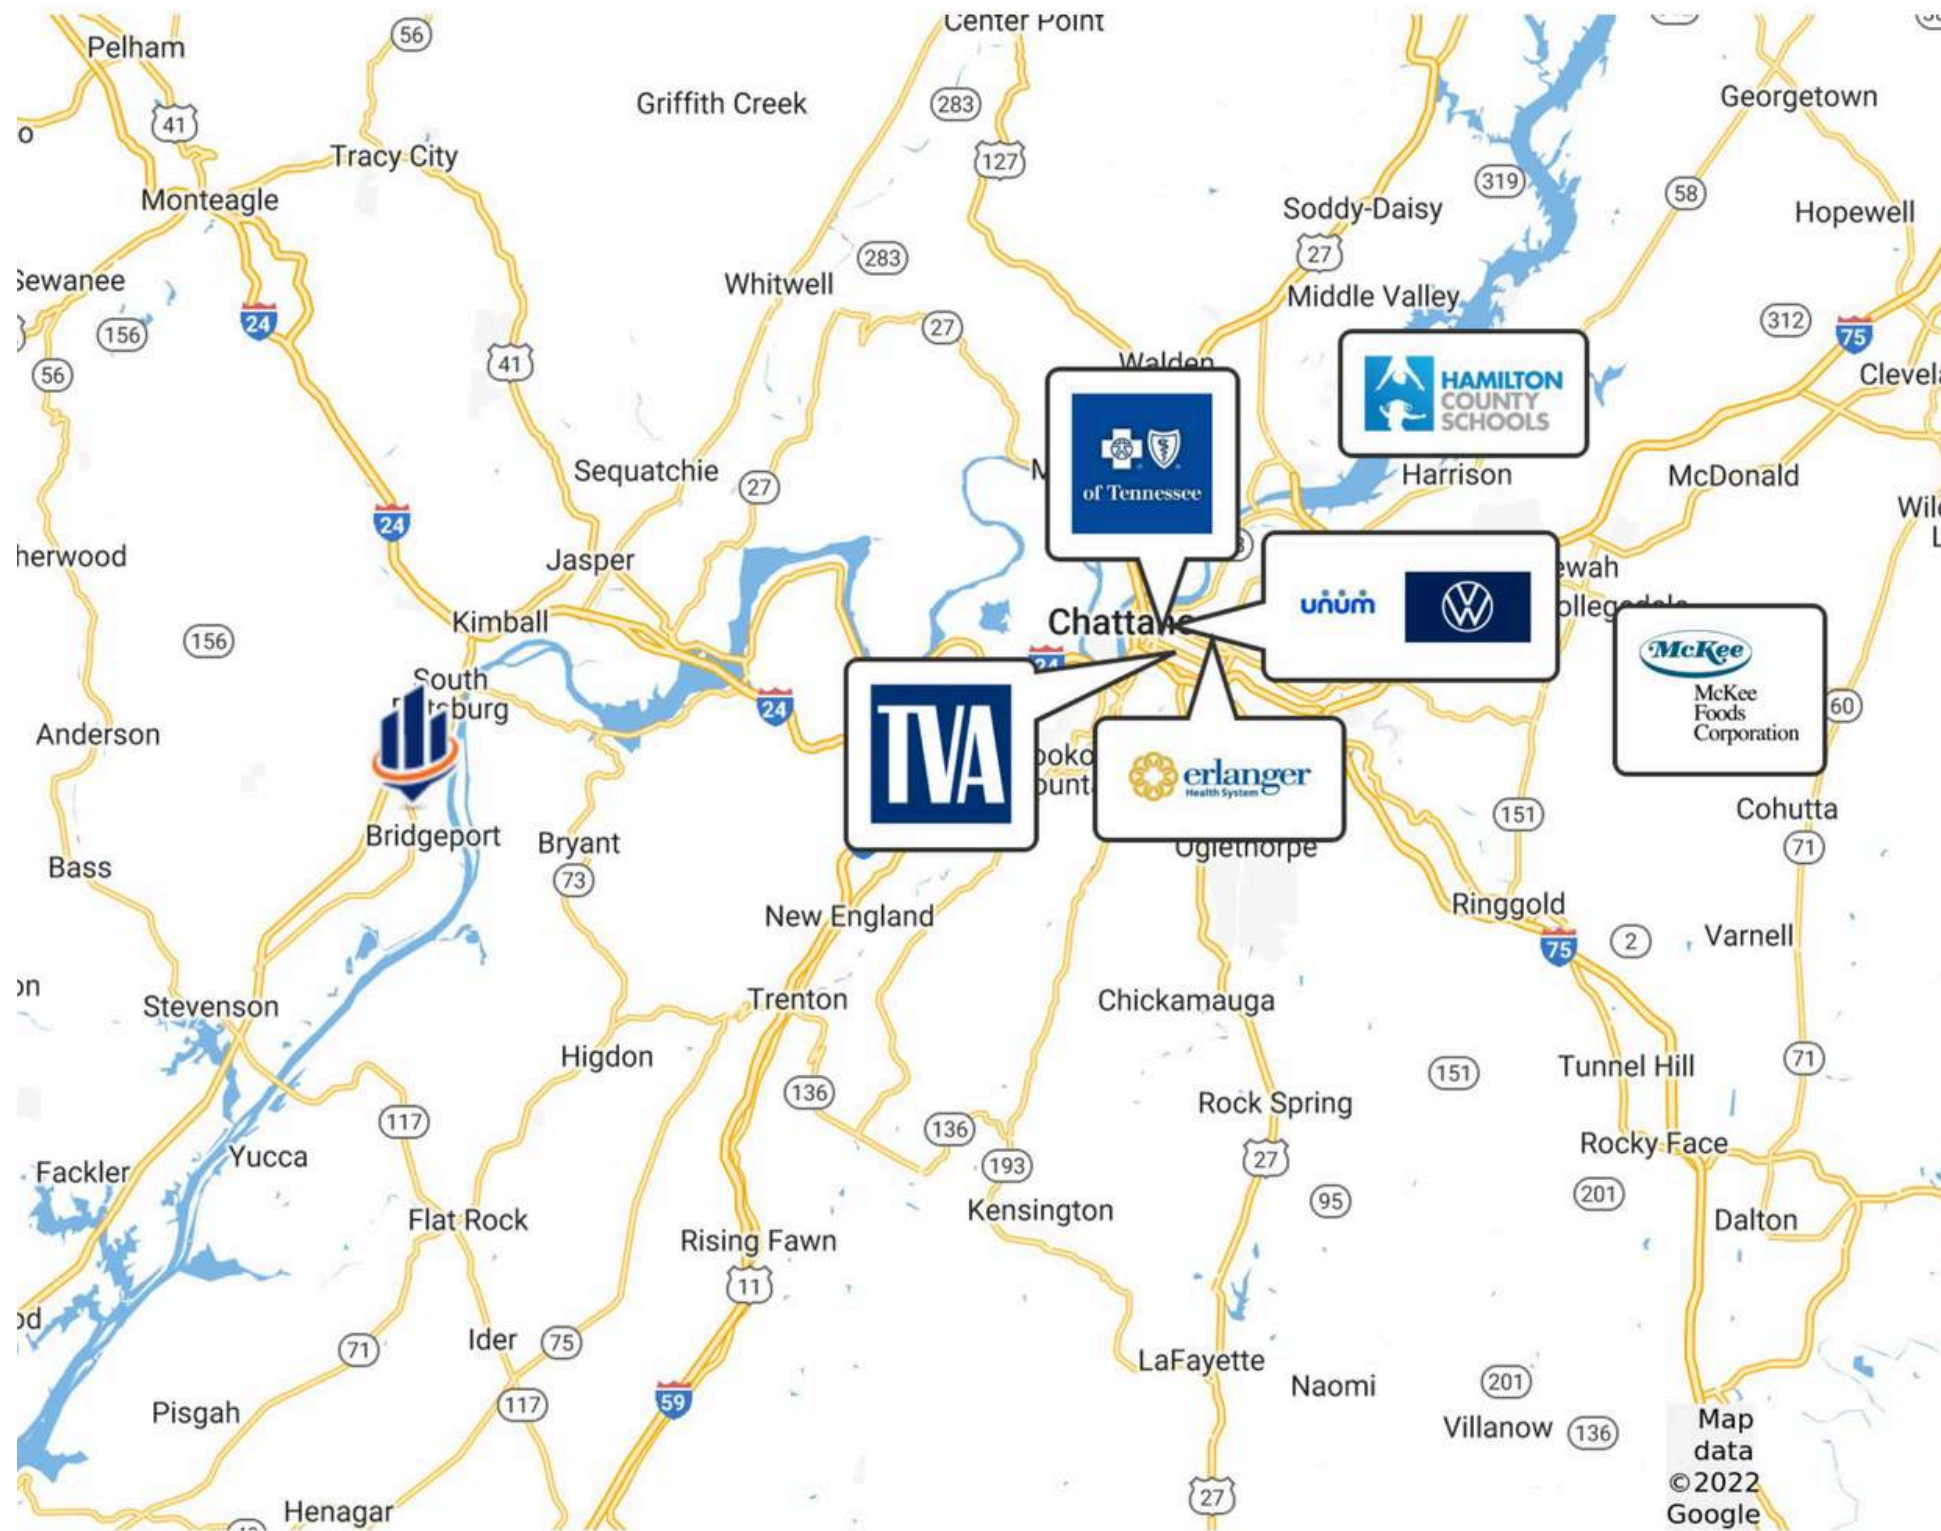 Center Point
Pelham
56
Griffith Creek
283
Georgetown
41
127
Tracy City
319
58
Monteagle
Soddy-Daisy
Hopewell
27
283
Sewanee
Whitwell
Middle Valley
24
156
27
312
75
41
56
Walden
HAMILTON
COUNTY
SCHOOLS
Sequatchie
27
of Tennessee
Harrison
McDonald
24
Jasper
unum
Kimball
156
24
McKee
McKee
Foods
Corporation
South
24
60
Anderson
TVA
erlanger
Health System
151
Cohutta
Bridgeport
Bryant
71
Bass
73
Oglethorpe
New England
Ringgold
75
2
Varnell
Stevenson
Trenton
Chickamauga
Higdon
Tunnel Hill
71
136
151
117
136
Rock Spring
Yucca
Rocky Face
Fackler
193
27
201
95
Flat Rock
Kensington
Dalton
Rising Fawn
11
Ider
75
71
LaFayette
Naomi
201
59
117
Pisgah
Villanow
136
Map
data
©2022
Google
27
Henagar